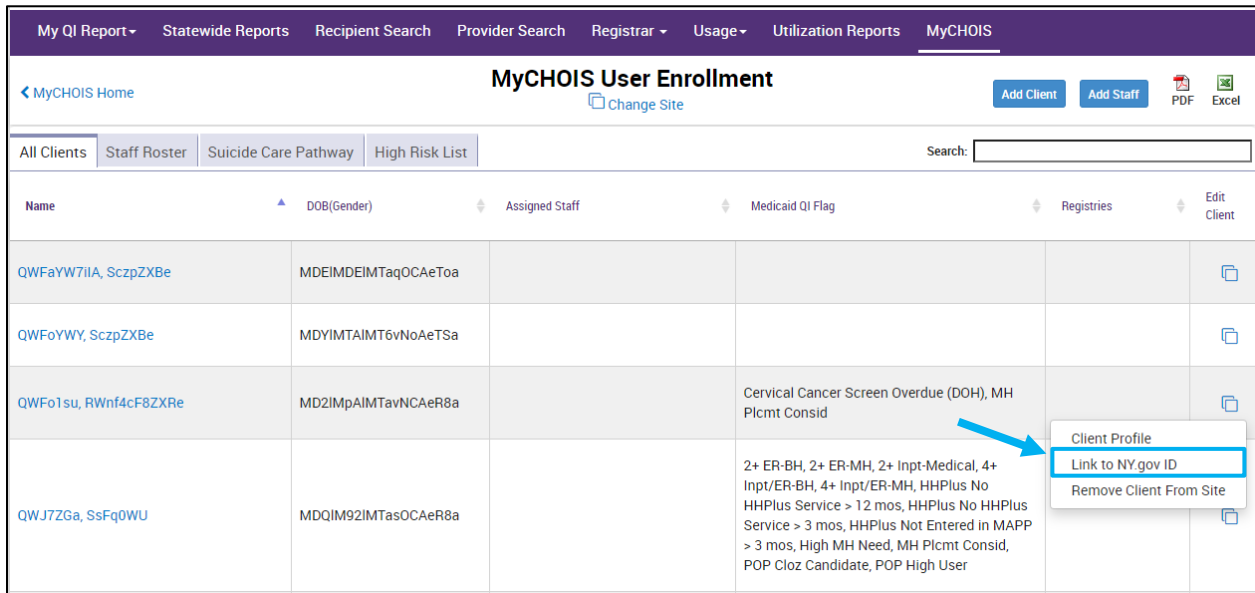 My QI Report Statewide Reports Recipient Search Provider Search Registrar Usage Utilization Reports MyCHOIS
MyCHOIS Home
MyCHOIS User Enrollment
Change Site
Add Client Add Staff PDF Excel
All Clients Staff Roster Suicide Care Pathway High Risk List Search:
Name DOB(Gender) Assigned Staff Medicaid QI Flag Registries Edit Client
QWFaYW7iIA, SczpZXBe MDEIMDEIMTaqOCAeToa
QWFoYWY, SczpZXBe MDYIMTAIMT6vNoAeTSa
QWFo1su, RWnf4cF8ZXRe MD2IMpAIMTavNCAeR8a Cervical Cancer Screen Overdue (DOH), MH
Plcmt Consid
Client Profile
Link to NY.gov ID
Remove Client From Site
QWJ7ZGa, SsFq0WU MDQIM92IMTasOCAeR8a
2+ ER-BH, 2+ ER-MH, 2+ Inpt-Medical, 4+
Inpt/ER-BH, 4+ Inpt/ER-MH, HHPlus No
HHPlus Service > 12 mos, HHPlus No HHPlus
Service > 3 mos, HHPlus Not Entered in MAPP
> 3 mos, High MH Need, MH Plcmt Consid,
POP Cloz Candidate, POP High User